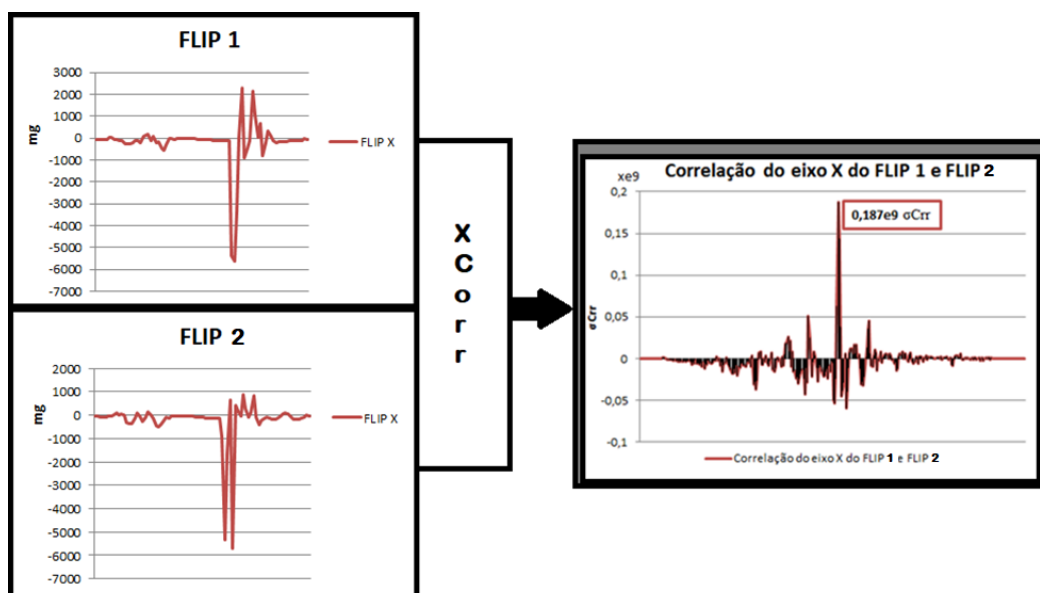 FLIP 1
3000
2000
1000
0
-1000
-2000
-3000
-4000
-5000
-6000
-7000
mg
FLIP X
FLIP 2
2000
1000
0
-1000
-2000
-3000
-4000
-5000
-6000
-7000
mg
FLIP X
X
C
o
r
r
Correlação do eixo X do FLIP 1 e FLIP 2
xe9
0,2
0,15
0,1
0,05
0
-0,05
-0,1
σCrr
0,187e9 σCrr
Correlação do eixo X do FLIP 1 e FLIP 2